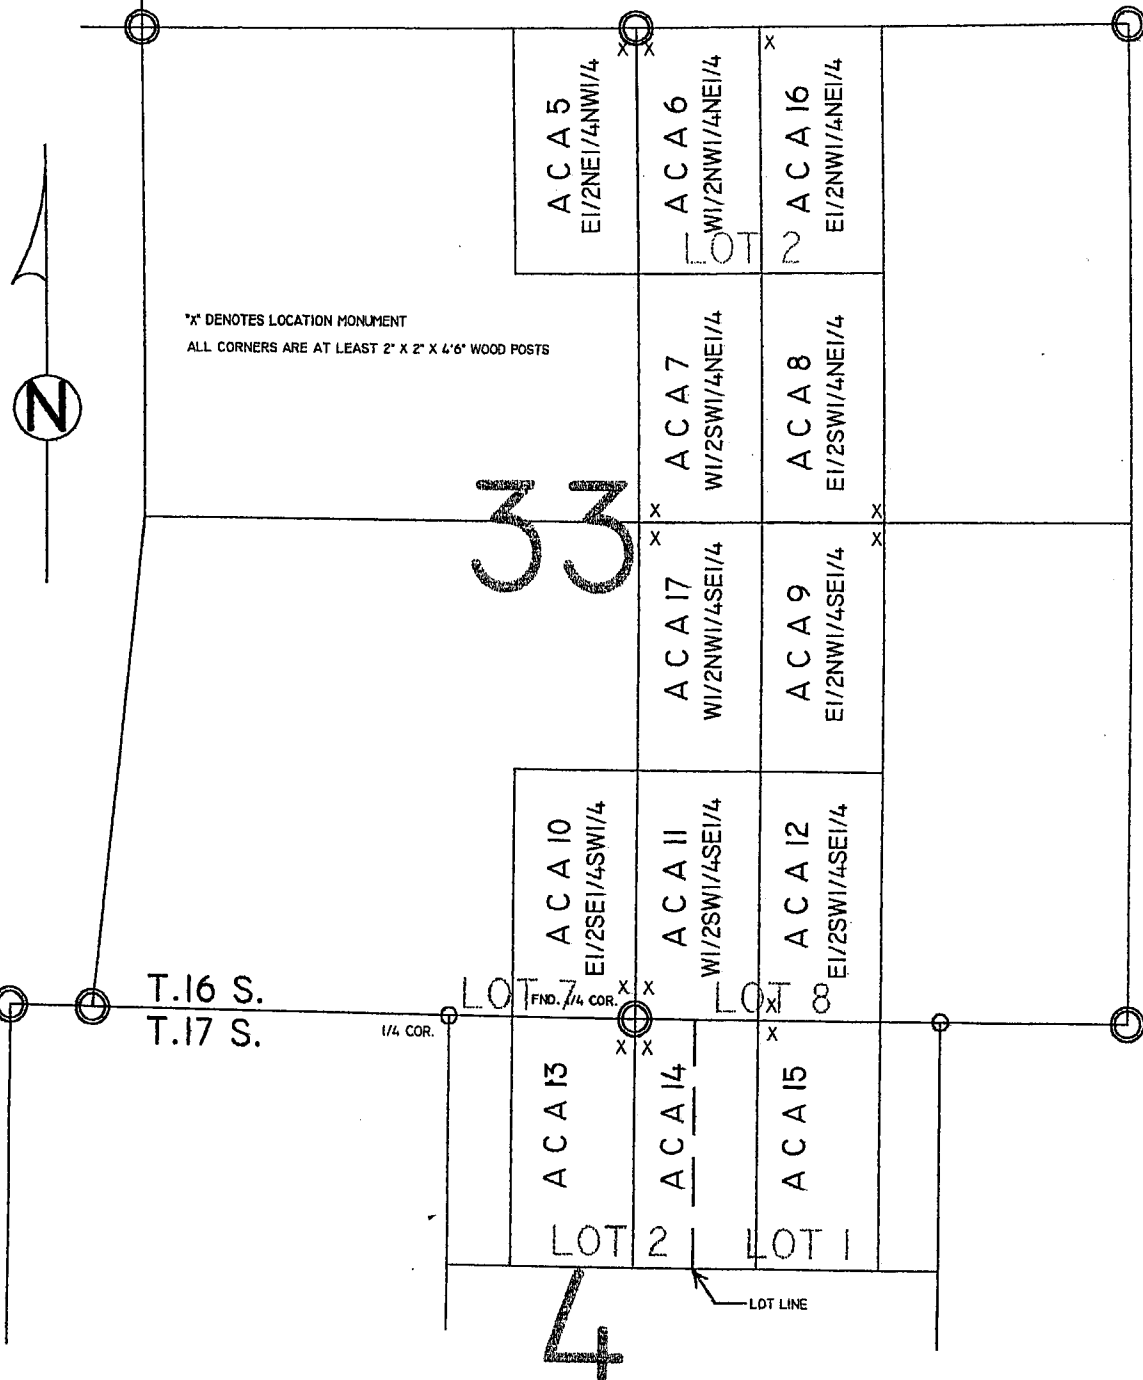 X X X
A C A 5
E1/2NE1/4NW1/4
A C A 6
W1/2NW1/4NE1/4
A C A 16
E1/2NW1/4NE1/4
LOT 2
"X" DENOTES LOCATION MONUMENT
ALL CORNERS ARE AT LEAST 2" X 2" X 4'6" WOOD POSTS
N
A C A 7
W1/2SW1/4NE1/4
A C A 8
E1/2SW1/4NE1/4
33
X X
X X
A C A 17
W1/2NW1/4SE1/4
A C A 9
E1/2NW1/4SE1/4
A C A 10
E1/2SE1/4SW1/4
A C A 11
W1/2SW1/4SE1/4
A C A 12
E1/2SW1/4SE1/4
T.16 S.
T.17 S.
1/4 COR.
LOT 7
FND. 1/4 COR.
X X
LOT 8
X
X X
X
A C A 13
A C A 14
A C A 15
LOT 2
LOT 1
LOT LINE
4